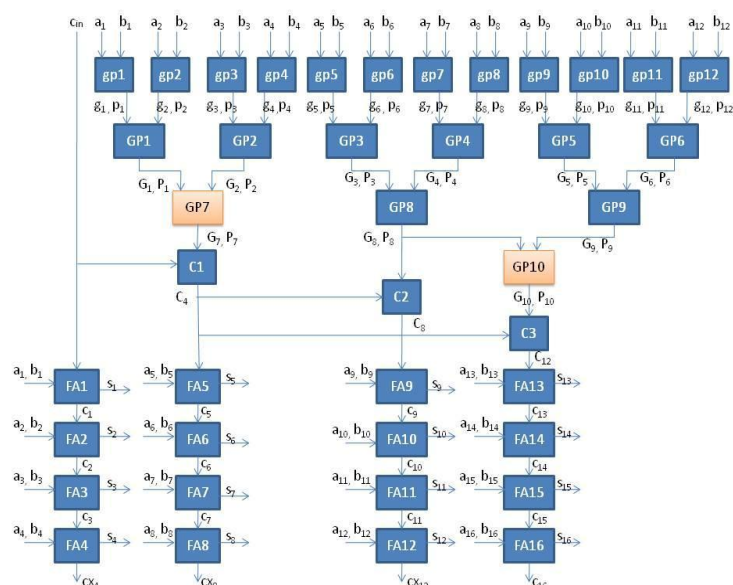 cin a1 b1 a2 b2 a3 b3 a4 b4 a5 b5 a6 b6 a7 b7 a8 b8 a9 b9 a10 b10 a11 b11 a12 b12
gp1 gp2 gp3 gp4 gp5 gp6 gp7 gp8 gp9 gp10 gp11 gp12
g1, p1 g2, p2 g3, p3 g4, p4 g5, p5 g6, p6 g7, p7 g8, p8 g9, p9 g10, p10 g11, p11 g12, p12
GP1 GP2 GP3 GP4 GP5 GP6
G1, P1 G2, P2 G3, P3 G4, P4 G5, P5 G6, P6
GP7 GP8 GP9
G7, P7 G8, P8 G9, P9
C1 GP10
C4 C2 G10, P10
C8 C3
C12
a1, b1 FA1 s1 a5, b5 FA5 s5 a9, b9 FA9 s9 a13, b13 FA13 s13
c1 c5 c9 c13
a2, b2 FA2 s2 a6, b6 FA6 s6 a10, b10 FA10 s10 a14, b14 FA14 s14
c2 c6 c10 c14
a3, b3 FA3 s3 a7, b7 FA7 s7 a11, b11 FA11 s11 a15, b15 FA15 s15
c3 c7 c11 c15
a4, b4 FA4 s4 a8, b8 FA8 s8 a12, b12 FA12 s12 a16, b16 FA16 s16
cx4 cx8 cx12 c16